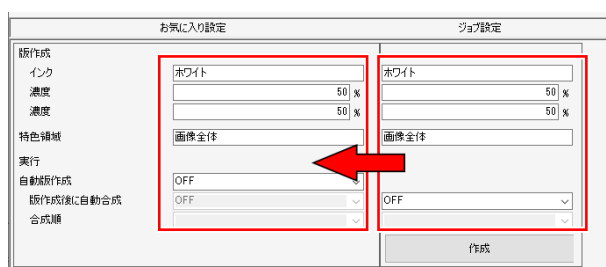 お気に入り設定 ジョブ設定
版作成
インク ホワイト ホワイト
濃度 50 % 50 %
濃度 50 % 50 %
特色領域 画像全体 画像全体
実行
自動版作成 OFF
版作成後に自動合成 OFF OFF
合成順
作成